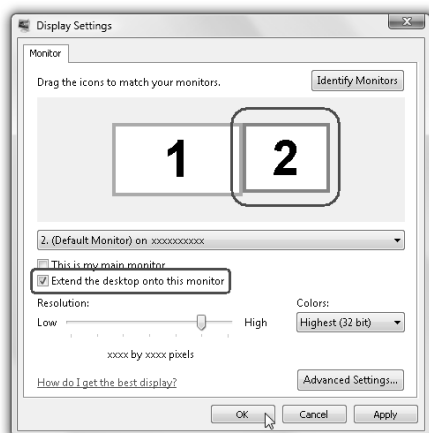 Display Settings
Monitor
Drag the icons to match your monitors.
Identify Monitors
1
2
2. (Default Monitor) on xxxxxxxxxx
This is my main monitor
Extend the desktop onto this monitor
Resolution:
Colors:
Low
High
Highest (32 bit)
xxxx by xxxx pixels
How do I get the best display?
Advanced Settings...
OK
Cancel
Apply